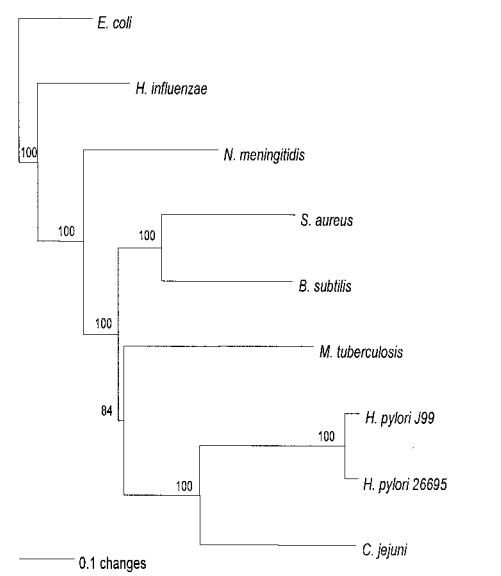 E. coli
H. influenzae
100
N. meningitidis
100
S. aureus
100
B. subtilis
100
M. tuberculosis
84
H. pylori J99
100
H. pylori 26695
100
C. jejuni
0.1 changes